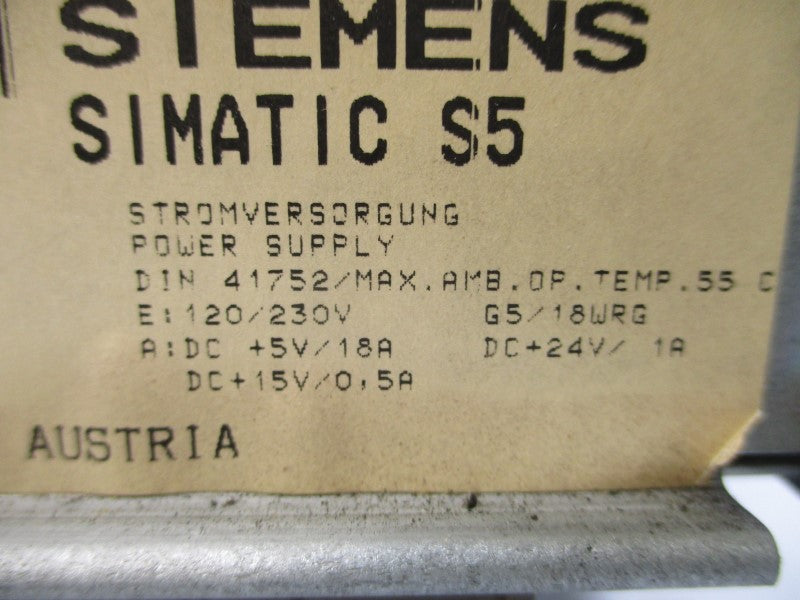 SIEMENS
SIMATIC S5
STROMVERSORGUNG
POWER SUPPLY
DIN 41752/MAX.AMB.OP.TEMP.55 C
E:120/230V G5/18WRG
A:DC +5V/18A DC+24V/ 1A
DC+15V/0,5A
AUSTRIA